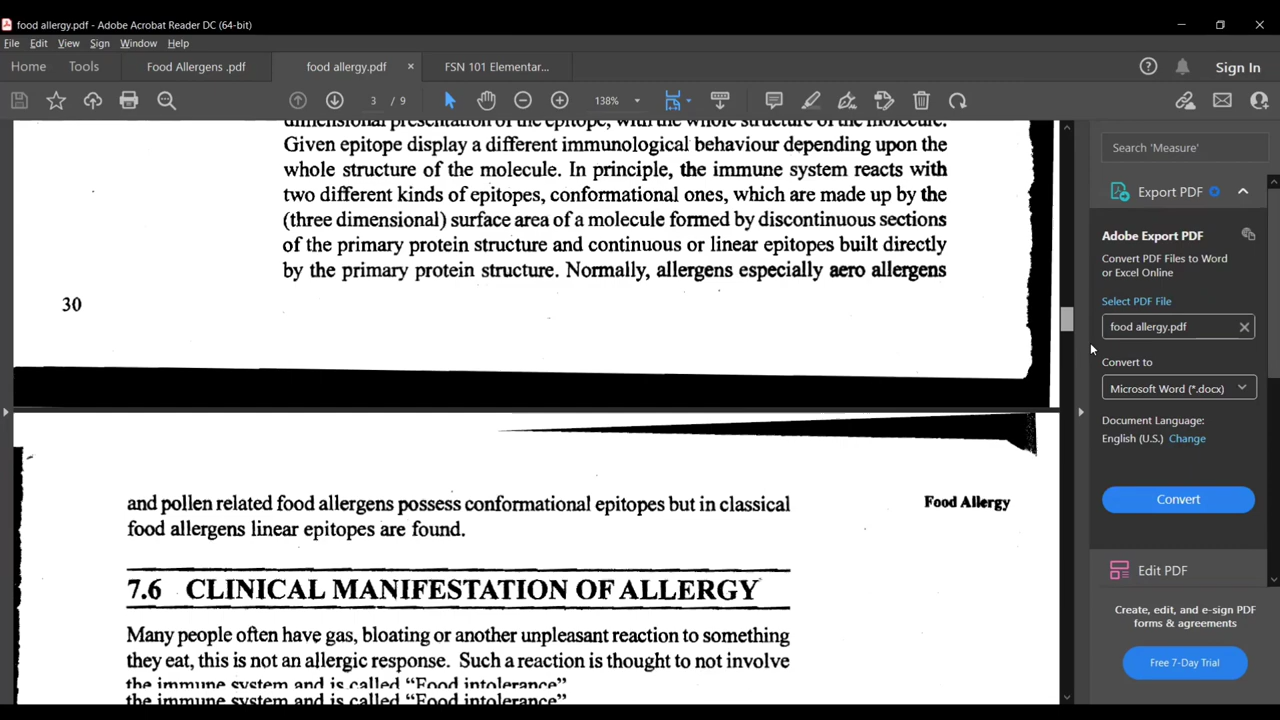 food allergy.pdf - Adobe Acrobat Reader DC (64-bit)
File Edit View Sign Window Help
Home Tools Food Allergens .pdf food allergy.pdf × FSN 101 Elementar... ? Sign In
3 / 9 138%
dimensional presentation of the epitope, with the whole structure of the molecule.
Given epitope display a different immunological behaviour depending upon the
whole structure of the molecule. In principle, the immune system reacts with
two different kinds of epitopes, conformational ones, which are made up by the
(three dimensional) surface area of a molecule formed by discontinuous sections
of the primary protein structure and continuous or linear epitopes built directly
by the primary protein structure. Normally, allergens especially aero allergens
30
and pollen related food allergens possess conformational epitopes but in classical
food allergens linear epitopes are found.
Food Allergy
7.6 CLINICAL MANIFESTATION OF ALLERGY
Many people often have gas, bloating or another unpleasant reaction to something
they eat, this is not an allergic response. Such a reaction is thought to not involve
the immune system and is called “Food intolerance”
the immune system and is called “Food intolerance”
Search 'Measure'
Export PDF
Adobe Export PDF
Convert PDF Files to Word
or Excel Online
Select PDF File
food allergy.pdf
Convert to
Microsoft Word (*.docx)
Document Language:
English (U.S.) Change
Convert
Edit PDF
Create, edit, and e-sign PDF
forms & agreements
Free 7-Day Trial